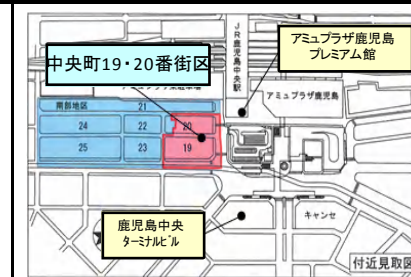 中央町19・20番街区
アミュプラザ鹿児島
プレミアム館
JR鹿児島中央駅
アミュプラザ鹿児島
南部地区
21
24
22
20
25
23
19
鹿児島中央
ターミナルビル
キャンセ
付近見取図